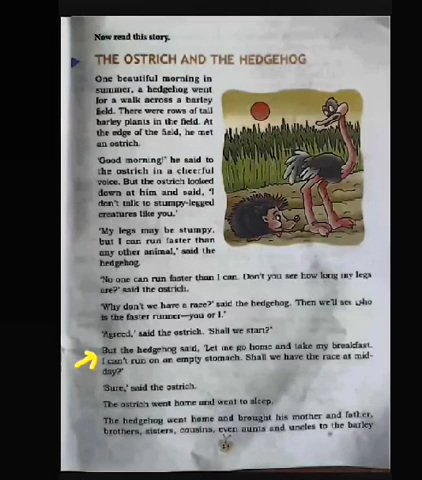 Now read this story.
THE OSTRICH AND THE HEDGEHOG
One beautiful morning in
summer, a hedgehog went
for a walk across a barley
field. There were rows of tall
barley plants in the field. At
the edge of the field, he met
an ostrich.
'Good morning!' he said to
the ostrich in a cheerful
voice. But the ostrich looked
down at him and said, 'I
don't talk to stumpy-legged
creatures like you.'
'My legs may be stumpy,
but I can run faster than
any other animal,' said the
hedgehog.
'No one can run faster than I can. Don't you see how long my legs
are?' said the ostrich.
'Why don't we have a race?' said the hedgehog. Then we'll see who
is the faster runner—you or I.'
'Agreed,' said the ostrich. 'Shall we start?'
But the hedgehog said, 'Let me go home and take my breakfast.
I can't run on an empty stomach. Shall we have the race at mid-
day?'
'Sure,' said the ostrich.
The ostrich went home and went to sleep.
The hedgehog went home and brought his mother and father,
brothers, sisters, cousins, even aunts and uncles to the barley